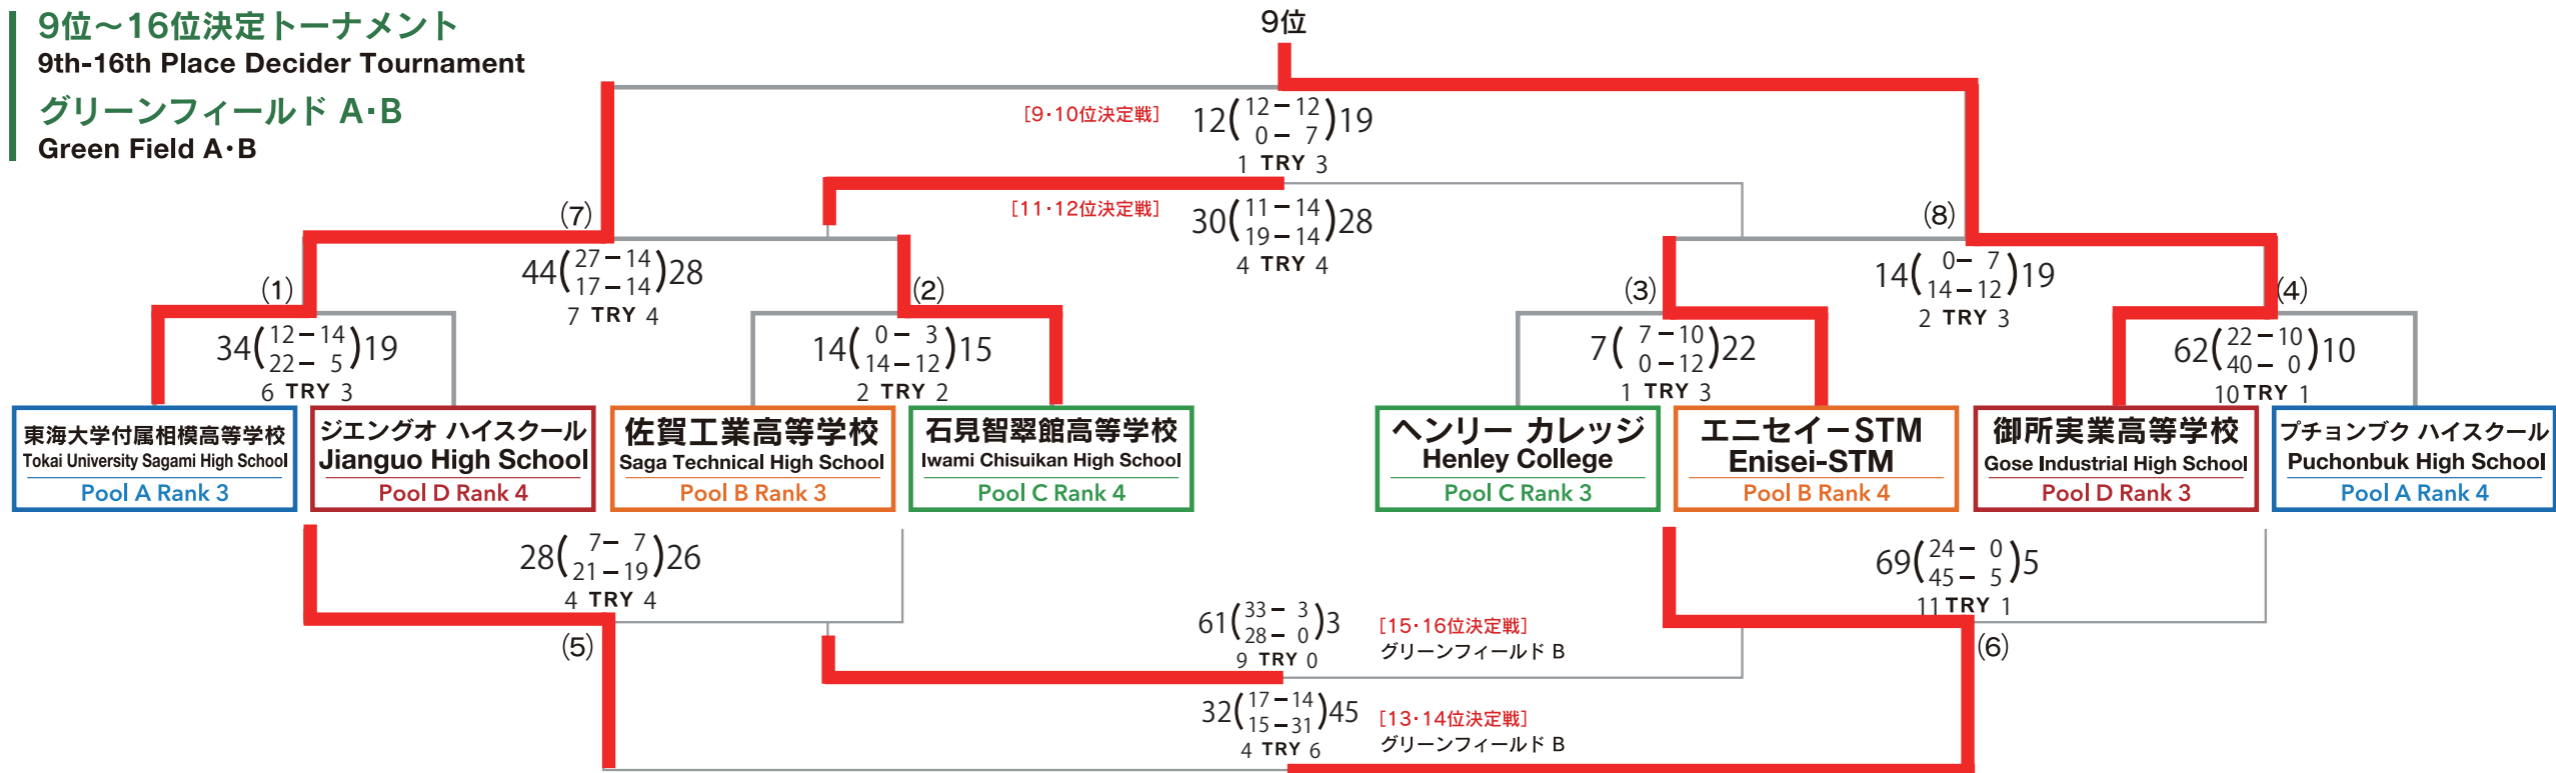 9位～16位決定トーナメント
9th-16th Place Decider Tournament
グリーンフィールド A・B
Green Field A・B
9位
[9・10位決定戦]
12(12－12)19
0－ 7
1 TRY 3
[11・12位決定戦]
30(11－14)28
19－14
4 TRY 4
(7)
44(27－14)28
17－14
7 TRY 4
(8)
14(0－ 7)19
14－12
2 TRY 3
(1)
34(12－14)19
22－ 5
6 TRY 3
(2)
14(0－ 3)15
14－12
2 TRY 2
(3)
7(7－10)22
0－12
1 TRY 3
(4)
62(22－10)10
40－ 0
10 TRY 1
東海大学付属相模高等学校
Tokai University Sagami High School
Pool A Rank 3
ジエングオ ハイスクール
Jianguo High School
Pool D Rank 4
佐賀工業高等学校
Saga Technical High School
Pool B Rank 3
石見智翠館高等学校
Iwami Chisuikan High School
Pool C Rank 4
ヘンリー カレッジ
Henley College
Pool C Rank 3
エニセイーSTM
Enisei-STM
Pool B Rank 4
御所実業高等学校
Gose Industrial High School
Pool D Rank 3
プチョンブク ハイスクール
Puchonbuk High School
Pool A Rank 4
28(7－ 7)26
21－19
4 TRY 4
(5)
69(24－ 0)5
45－ 5
11 TRY 1
(6)
61(33－ 3)3
28－ 0
9 TRY 0
[15・16位決定戦]
グリーンフィールド B
32(17－14)45
15－31
4 TRY 6
[13・14位決定戦]
グリーンフィールド B